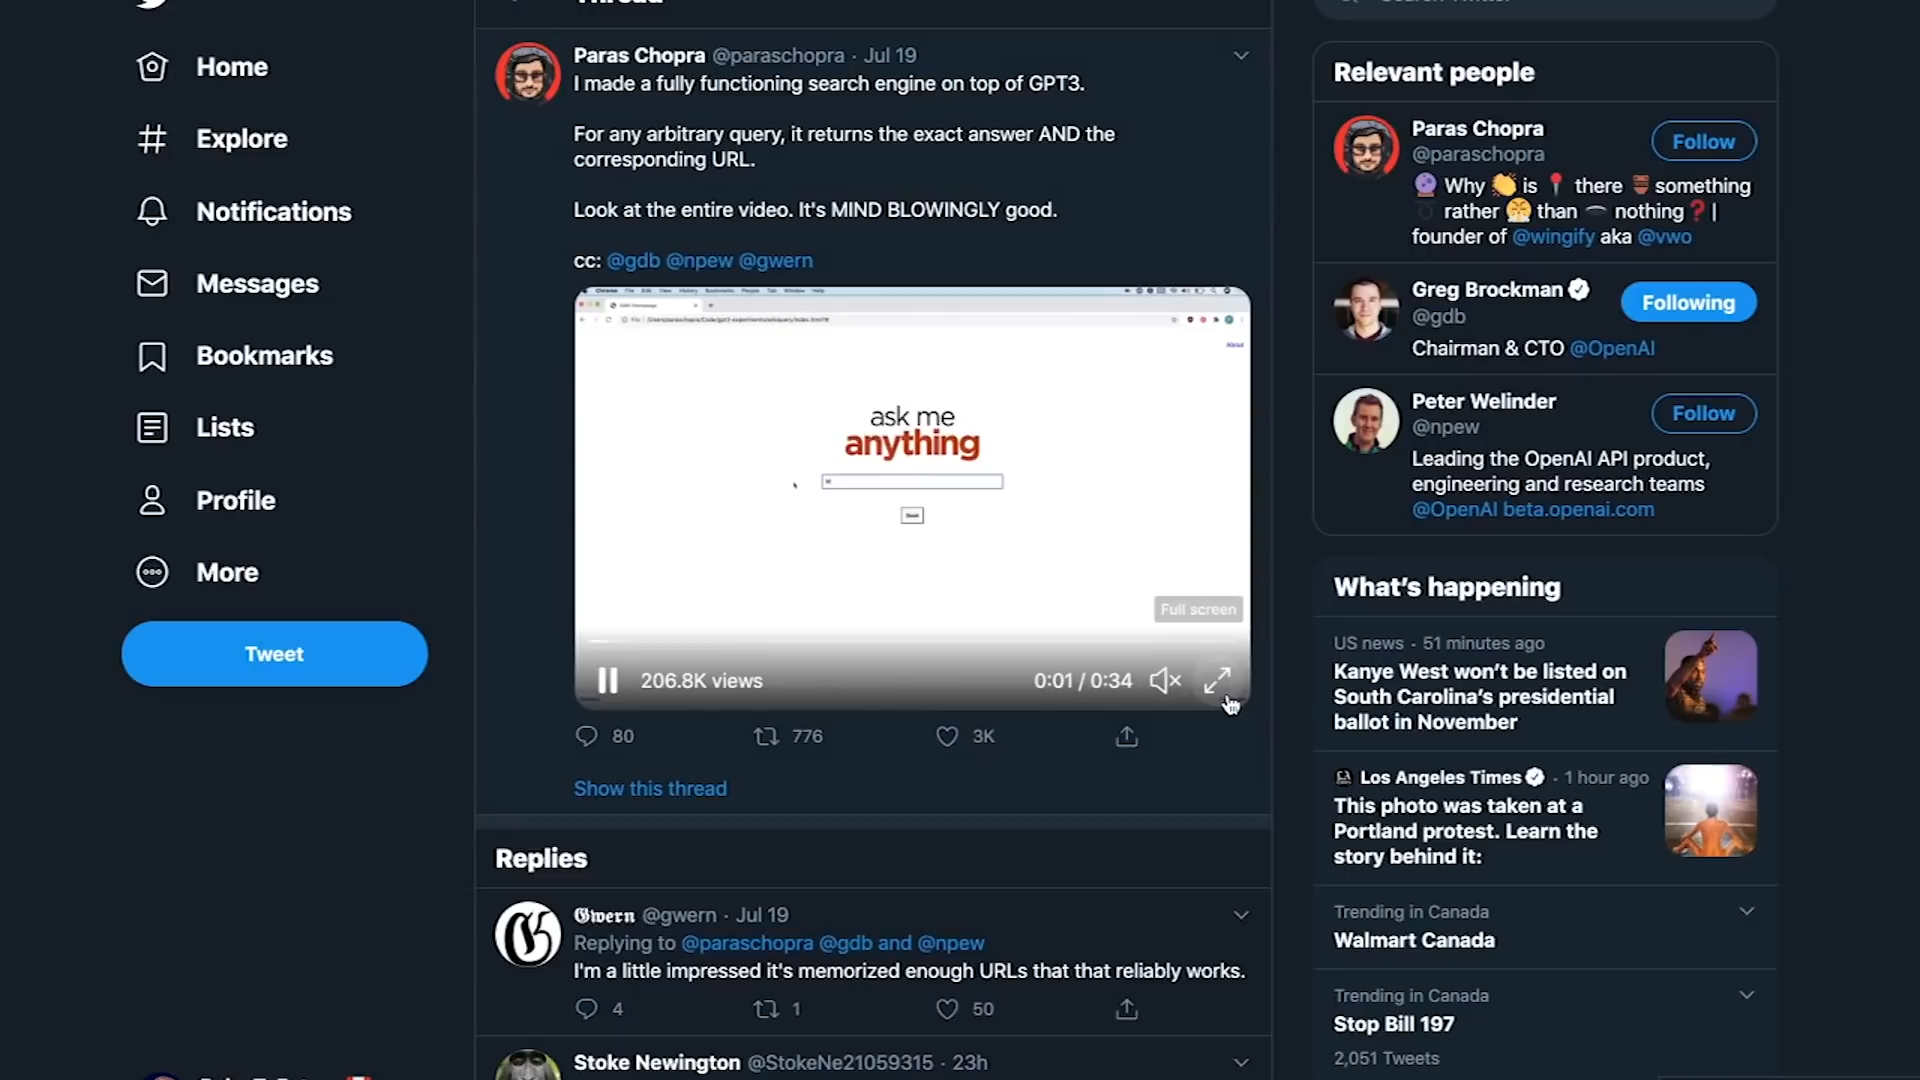 Home
Explore
Notifications
Messages
Bookmarks
Lists
Profile
More
Tweet
Thread
Paras Chopra @paraschopra · Jul 19
I made a fully functioning search engine on top of GPT3.
For any arbitrary query, it returns the exact answer AND the
corresponding URL.
Look at the entire video. It's MIND BLOWINGLY good.
cc: @gdb @npew @gwern
About
ask me
anything
Full screen
206.8K views
0:01 / 0:34
80
776
3K
Show this thread
Replies
Gwern @gwern · Jul 19
Replying to @paraschopra @gdb and @npew
I'm a little impressed it's memorized enough URLs that that reliably works.
4
1
50
Stoke Newington @StokeNe21059315 · 23h
Search Twitter
Relevant people
Paras Chopra
@paraschopra
Follow
Why is there something
rather than nothing ❓ |
founder of @wingify aka @vwo
Greg Brockman
@gdb
Following
Chairman & CTO @OpenAI
Peter Welinder
@npew
Follow
Leading the OpenAI API product,
engineering and research teams
@OpenAI beta.openai.com
What's happening
US news · 51 minutes ago
Kanye West won't be listed on
South Carolina's presidential
ballot in November
Los Angeles Times · 1 hour ago
This photo was taken at a
Portland protest. Learn the
story behind it:
Trending in Canada
Walmart Canada
Trending in Canada
Stop Bill 197
2,051 Tweets